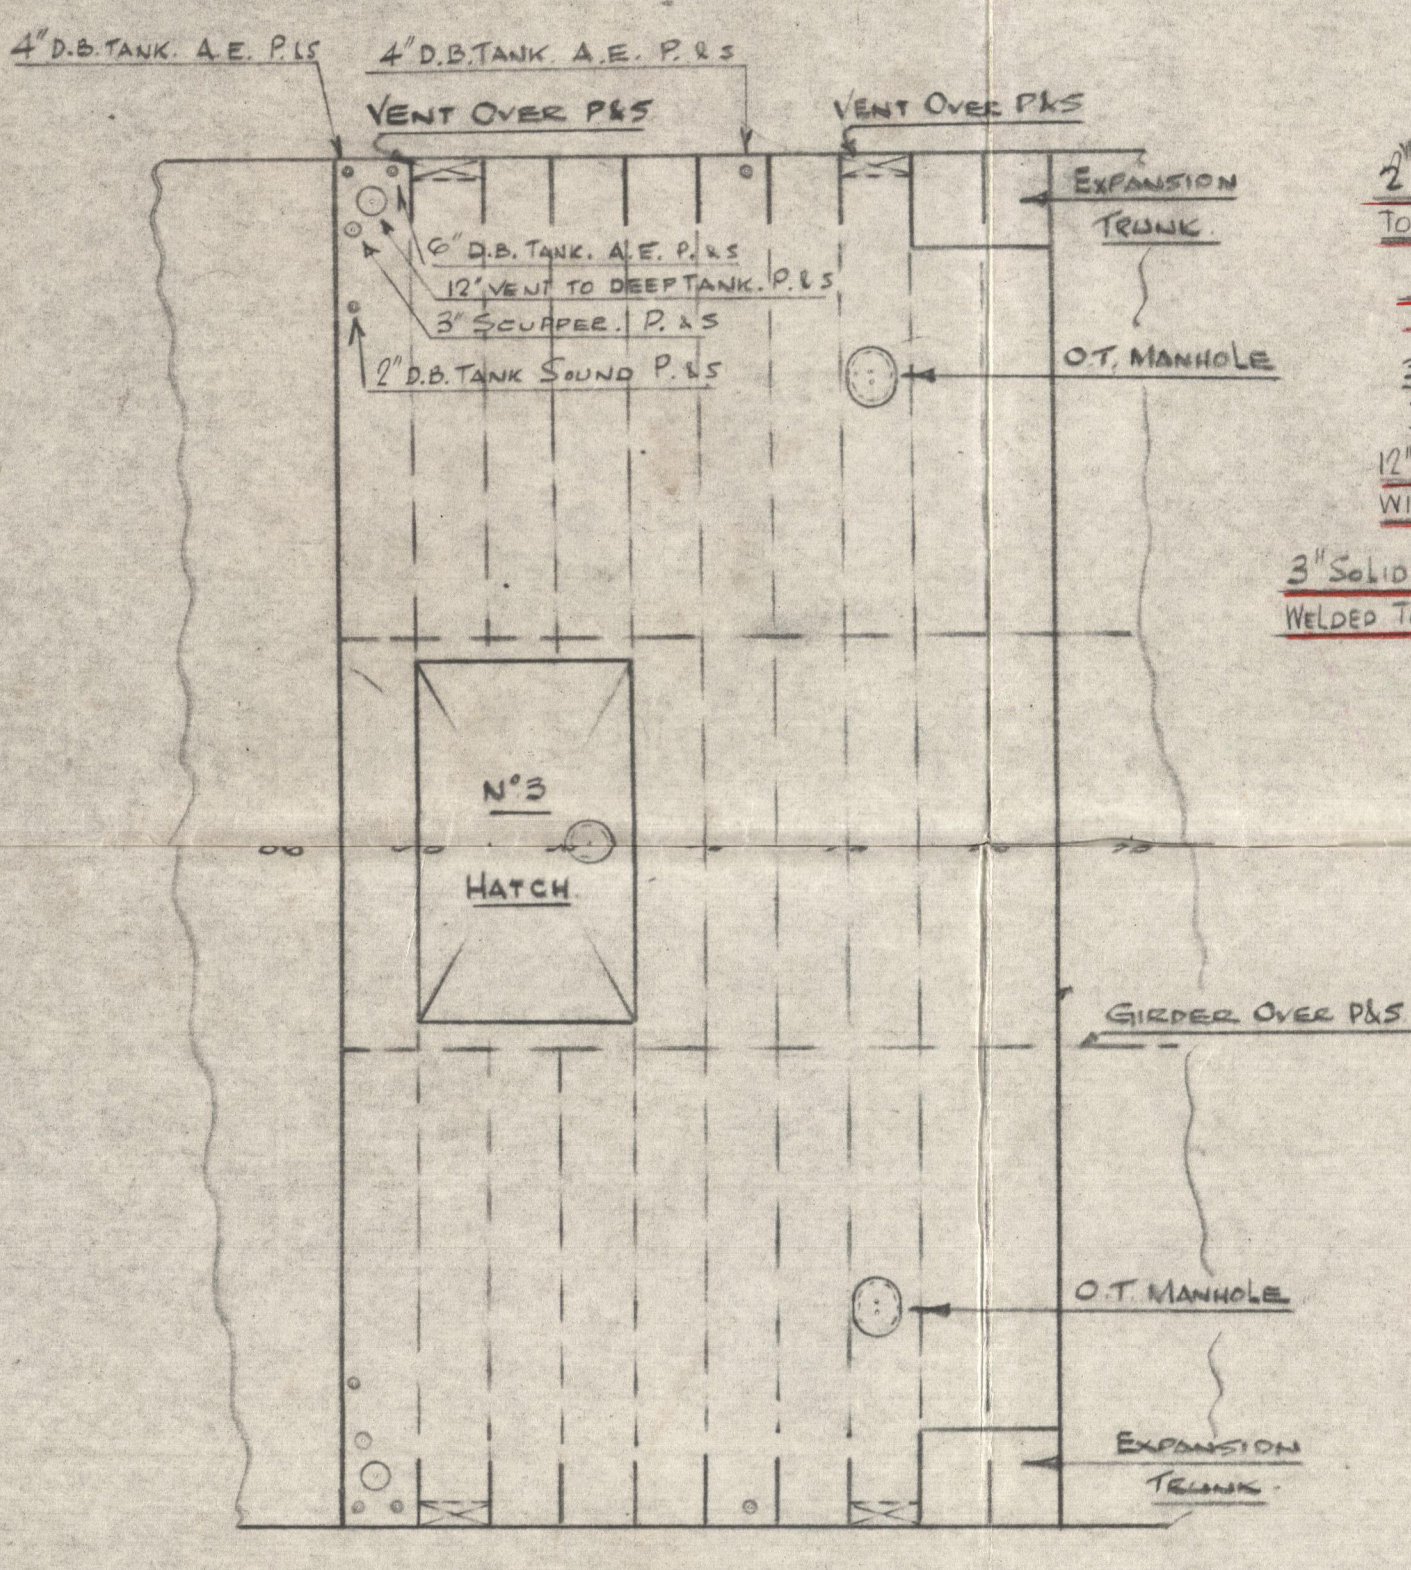 4" D.B. TANK. A.E. P. & S
4" D.B. TANK. A.E. P. & S
VENT OVER P&S
VENT OVER P&S
EXPANSION
TRUNK.
6" D.B. TANK. A.E. P. & S
12" VENT TO DEEP TANK. P. & S
3" SCUPPER. P. & S
2" D.B. TANK SOUND P. & S
O.T. MANHOLE
2"
TO
12"
WI
3" SOLID
WELDED T
N° 3
HATCH
GIRDER OVER P&S
O.T. MANHOLE
EXPANSION
TRUNK.